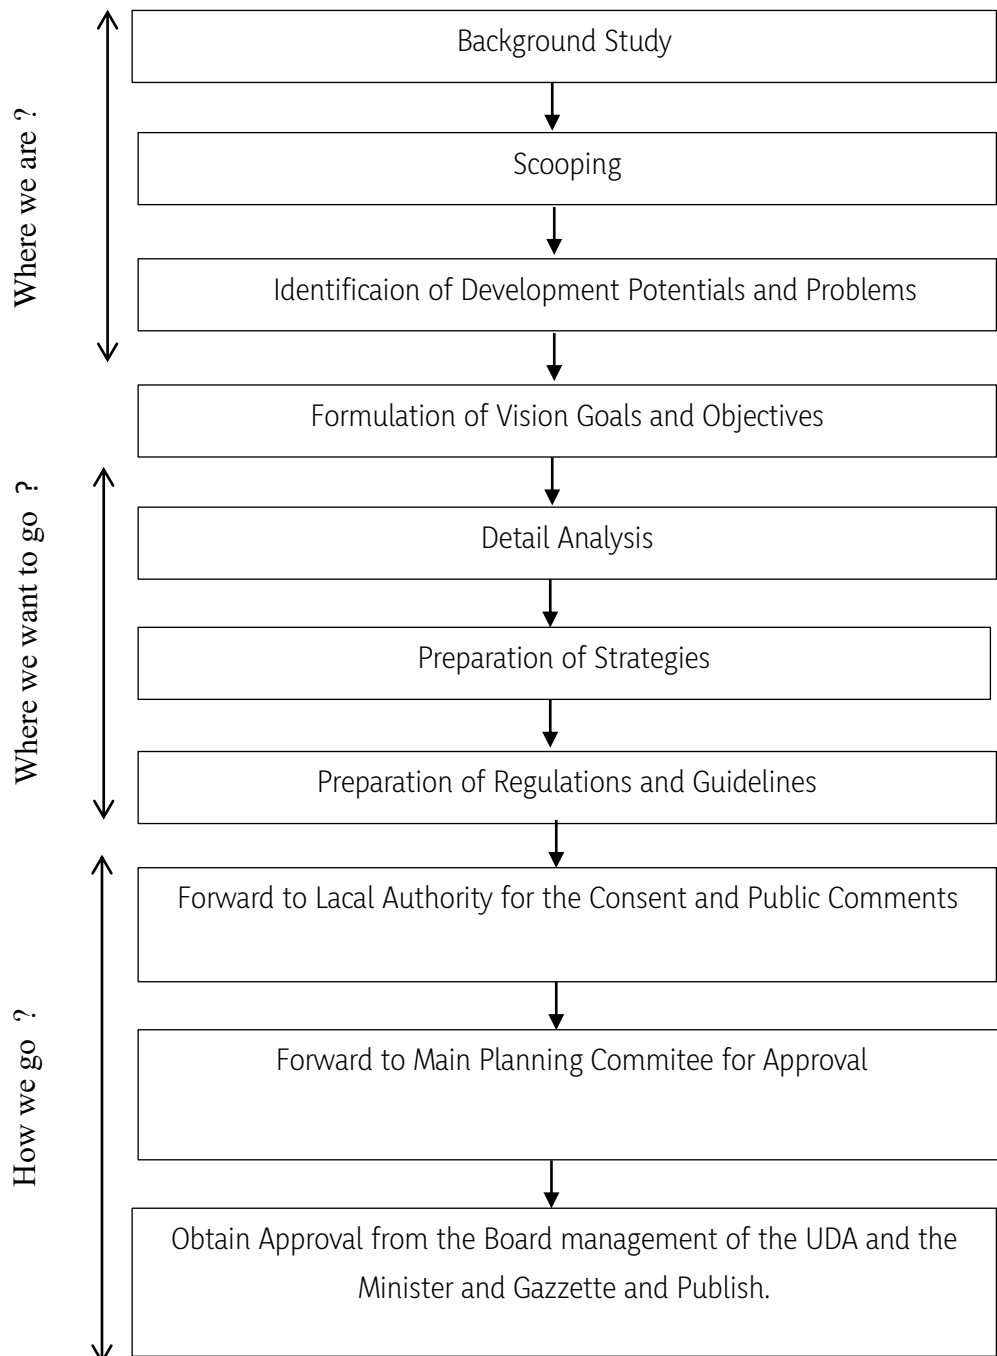 Where we are ?
Background Study
Scooping
Identificaion of Development Potentials and Problems
Formulation of Vision Goals and Objectives
Where we want to go ?
Detail Analysis
Preparation of Strategies
Preparation of Regulations and Guidelines
How we go ?
Forward to Lacal Authority for the Consent and Public Comments
Forward to Main Planning Commitee for Approval
Obtain Approval from the Board management of the UDA and the
Minister and Gazzette and Publish.